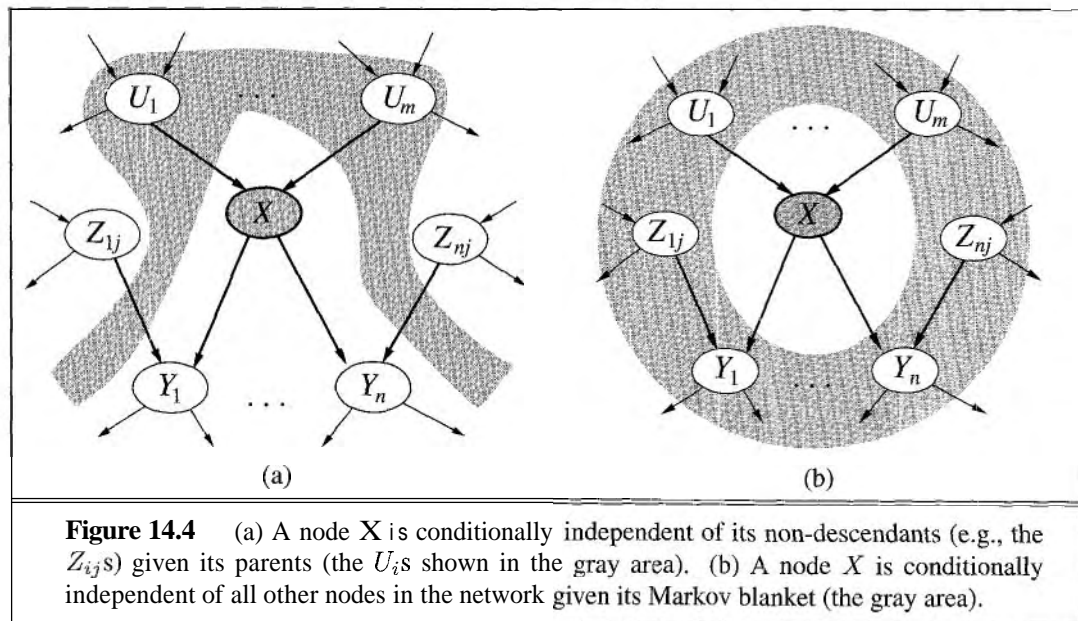 U₁ . . . Uₘ
X
Z₁ⱼ Zₙⱼ
Y₁ . . . Yₙ
(a)
U₁ . . . Uₘ
X
Z₁ⱼ Zₙⱼ
Y₁ . . . Yₙ
(b)
Figure 14.4 (a) A node X is conditionally independent of its non-descendants (e.g., the
Zᵢⱼs) given its parents (the Uᵢs shown in the gray area). (b) A node X is conditionally
independent of all other nodes in the network given its Markov blanket (the gray area).